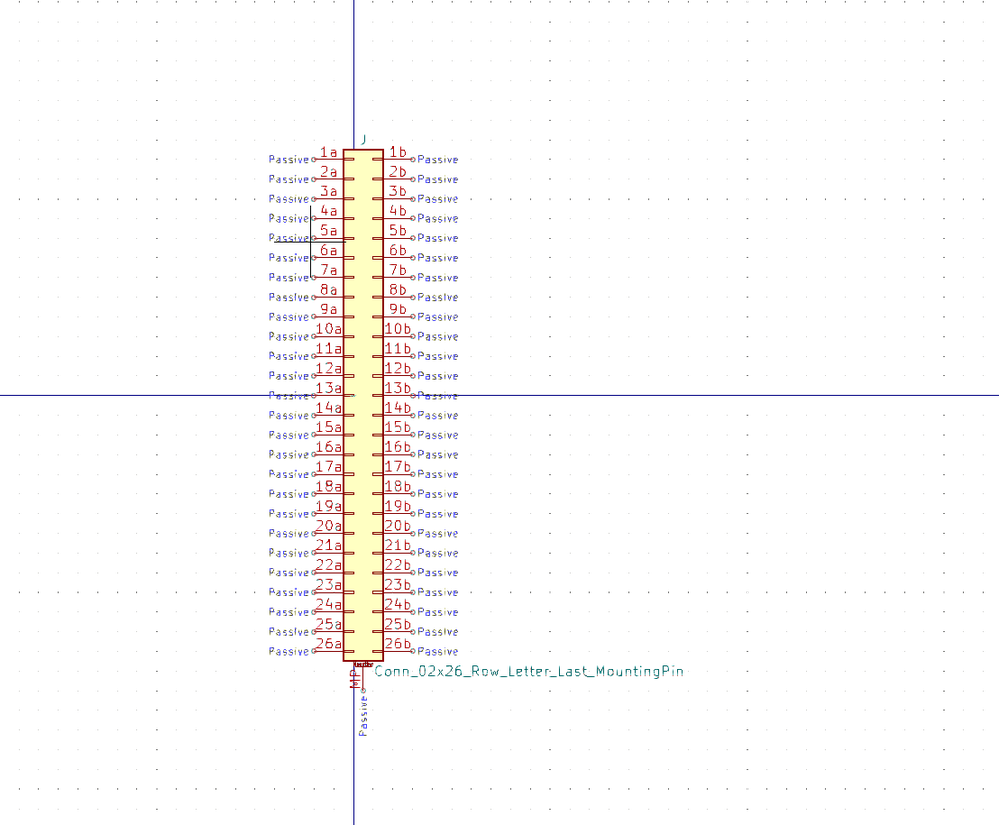 J
Passive 1a 1b Passive
Passive 2a 2b Passive
Passive 3a 3b Passive
Passive 4a 4b Passive
Passive 5a 5b Passive
Passive 6a 6b Passive
Passive 7a 7b Passive
Passive 8a 8b Passive
Passive 9a 9b Passive
Passive 10a 10b Passive
Passive 11a 11b Passive
Passive 12a 12b Passive
Passive 13a 13b Passive
Passive 14a 14b Passive
Passive 15a 15b Passive
Passive 16a 16b Passive
Passive 17a 17b Passive
Passive 18a 18b Passive
Passive 19a 19b Passive
Passive 20a 20b Passive
Passive 21a 21b Passive
Passive 22a 22b Passive
Passive 23a 23b Passive
Passive 24a 24b Passive
Passive 25a 25b Passive
Passive 26a 26b Passive
Conn_02x26_Row_Letter_Last_MountingPin
MP
Passive